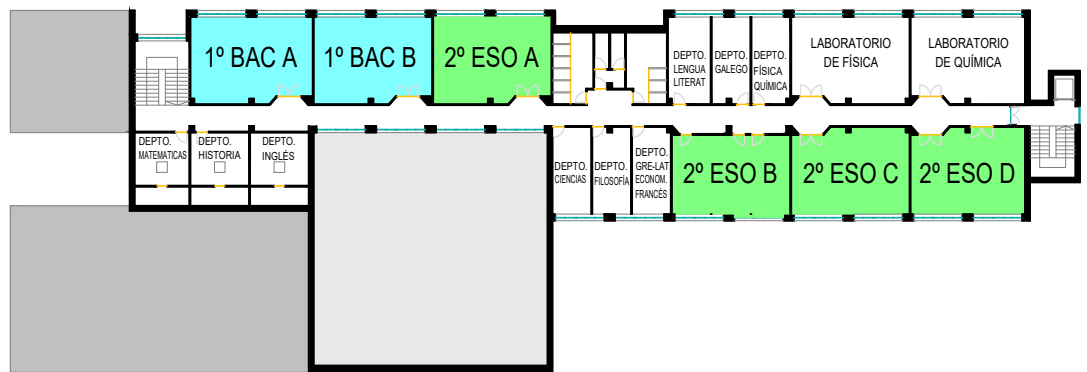 1º BAC A
1º BAC B
2º ESO A
DEPTO.
LENGUA
LITERAT
DEPTO.
GALEGO
DEPTO.
FÍSICA
QUÍMICA
LABORATORIO
DE FÍSICA
LABORATORIO
DE QUÍMICA
DEPTO.
MATEMATICAS
DEPTO.
HISTORIA
DEPTO.
INGLÉS
DEPTO.
CIENCIAS
DEPTO.
FILOSOFÍA
DEPTO.
GRE-LAT
ECONOM.
FRANCÉS
2º ESO B
2º ESO C
2º ESO D